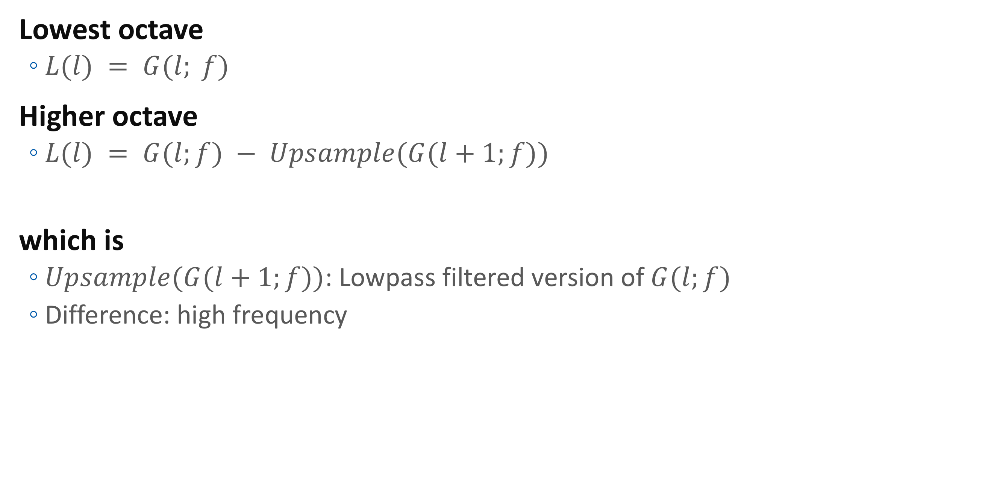 Lowest octave
◦ L(l) = G(l; f)
Higher octave
◦ L(l) = G(l; f) − Upsample(G(l + 1; f))
which is
◦ Upsample(G(l + 1; f)): Lowpass filtered version of G(l; f)
◦ Difference: high frequency